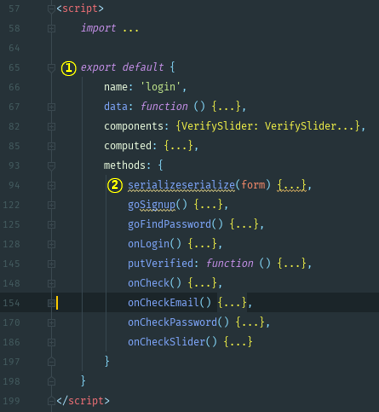 57 <script>
58 import ...
64
65 ① export default {
66 name: 'login',
67 data: function () {...},
82 components: {VerifySlider: VerifySlider...},
85 computed: {...},
93 methods: {
94 ② serializeserialize(form) {...},
122 goSignup() {...},
125 goFindPassword() {...},
128 onLogin() {...},
145 putVerified: function () {...},
148 onCheck() {...},
154 onCheckEmail() {...},
170 onCheckPassword() {...},
186 onCheckSlider() {...}
197 }
198 }
199 </script>